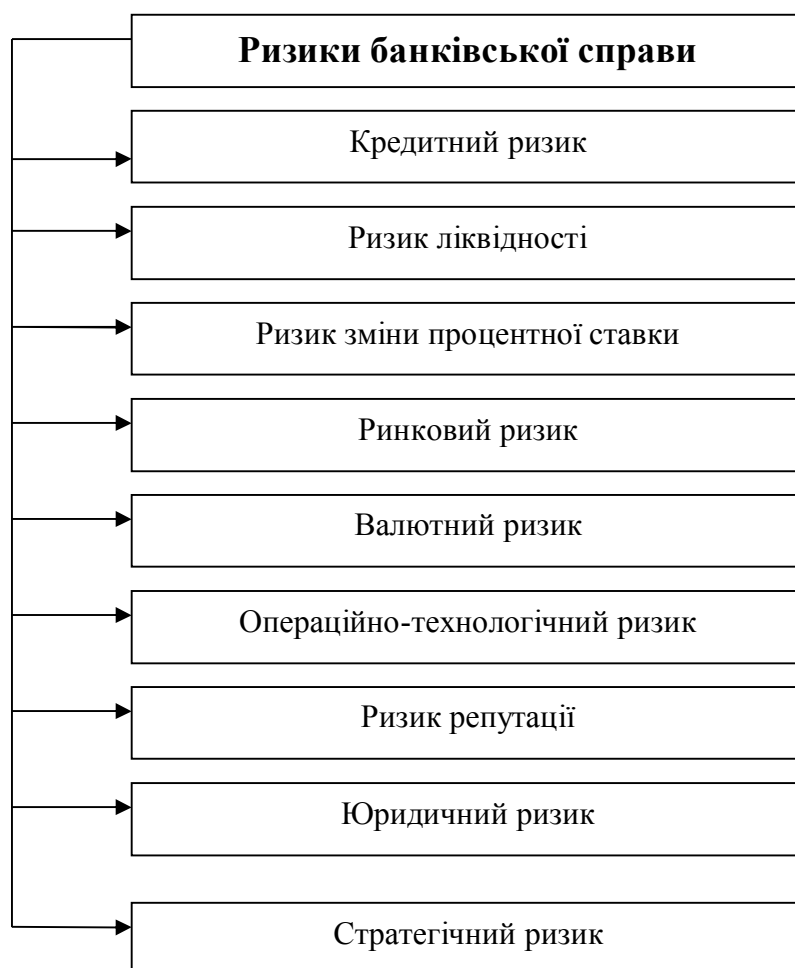 Ризики банківської справи
Кредитний ризик
Ризик ліквідності
Ризик зміни процентної ставки
Ринковий ризик
Валютний ризик
Операційно-технологічний ризик
Ризик репутації
Юридичний ризик
Стратегічний ризик